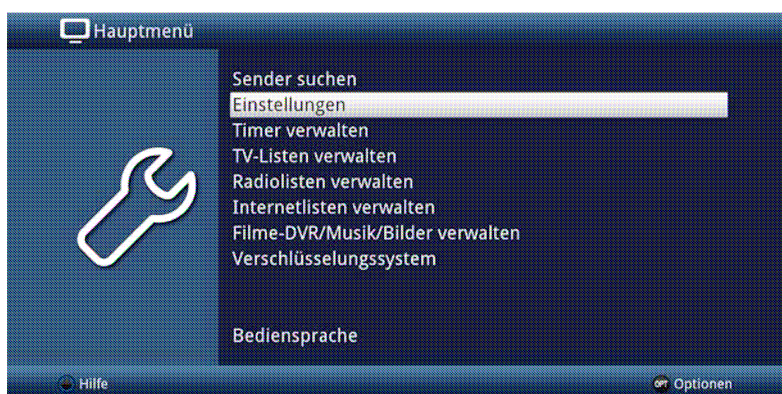 Hauptmenü
Sender suchen
Einstellungen
Timer verwalten
TV-Listen verwalten
Radiolisten verwalten
Internetlisten verwalten
Filme-DVR/Musik/Bilder verwalten
Verschlüsselungssystem
Bediensprache
Hilfe
OPT Optionen